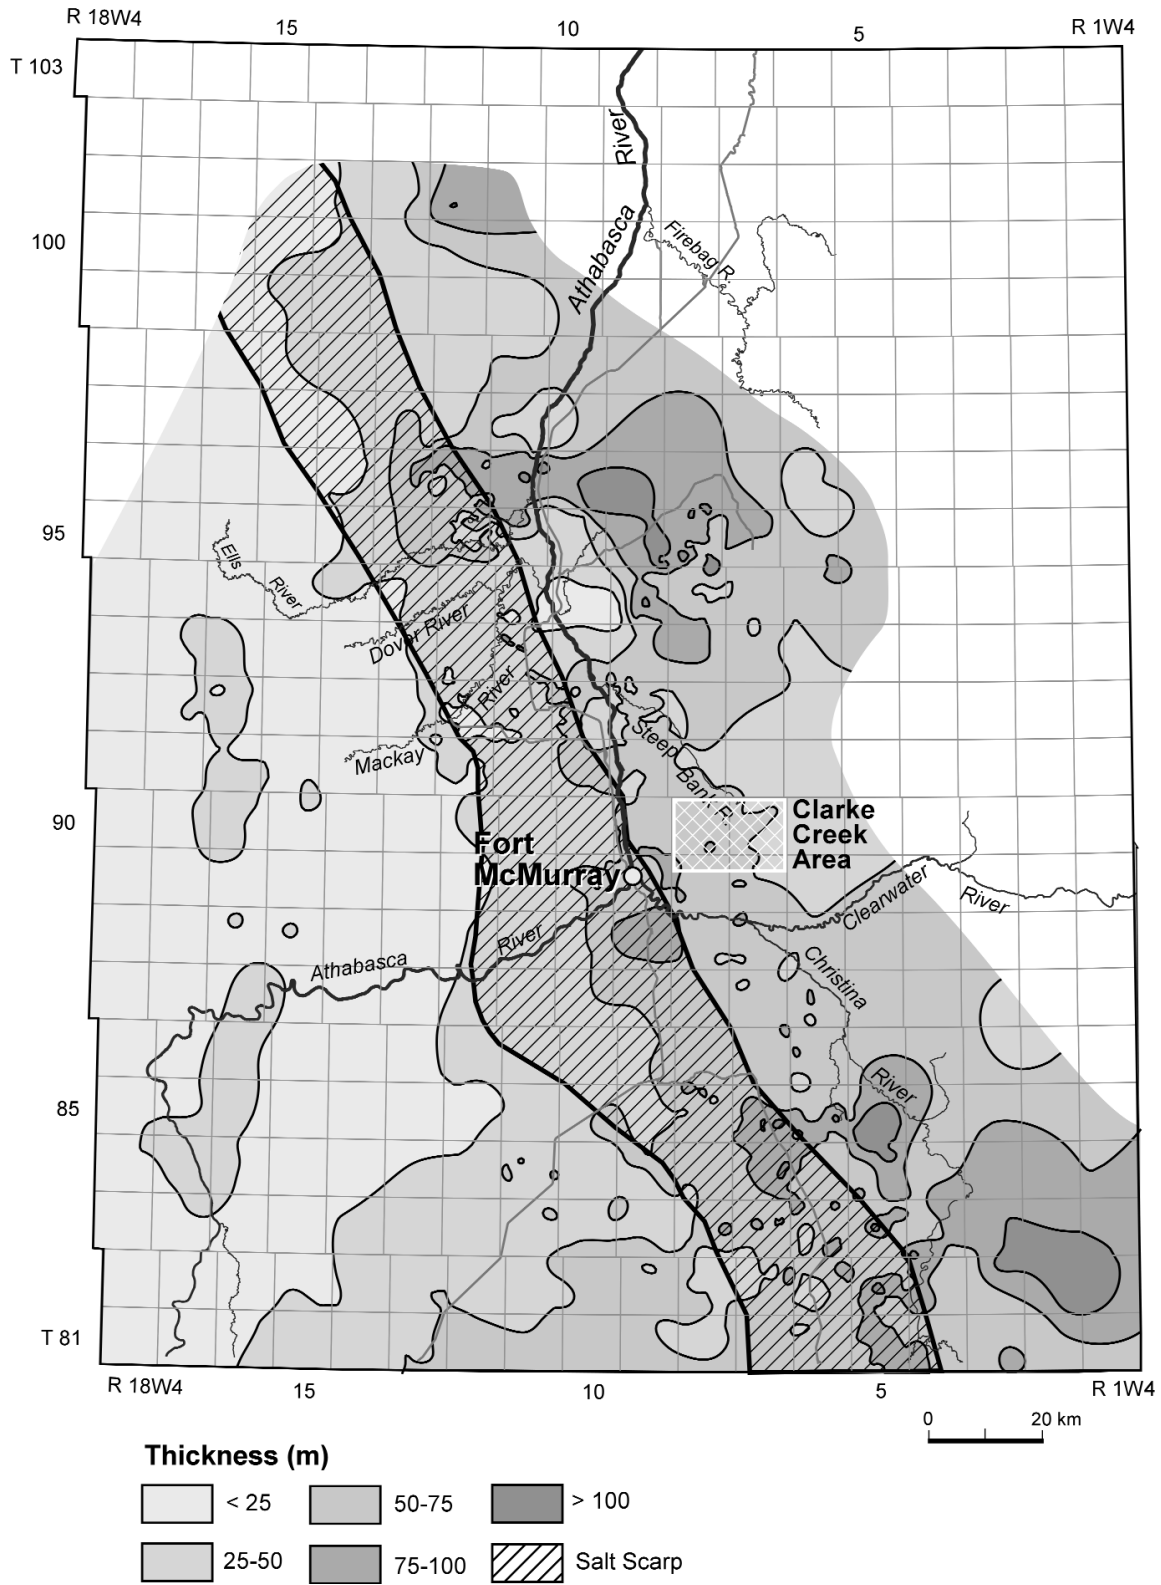 R 18W4
15
10
5
R 1W4
T 103
River
Athabasca
100
Firebag R.
95
Ells
River
Dover River
River
Mackay
Steep
Bank R.
90
Clarke
Creek
Area
Fort
McMurray
Clearwater
River
River
Athabasca
Christina
River
85
T 81
R 18W4
15
10
5
R 1W4
0
20 km
Thickness (m)
< 25
50-75
> 100
25-50
75-100
Salt Scarp